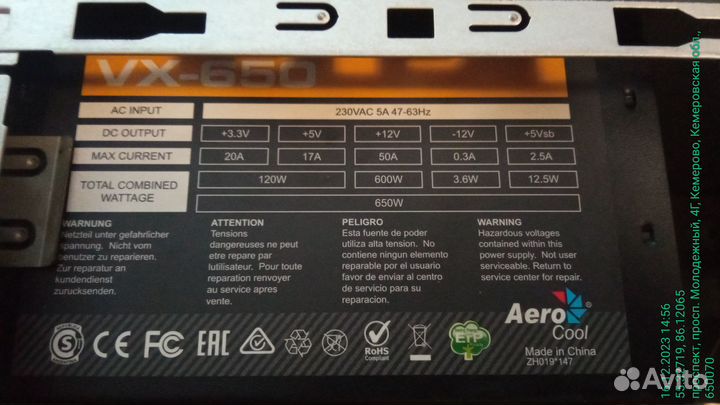 VX-650
AC INPUT 230VAC 5A 47-63Hz
DC OUTPUT +3.3V +5V +12V -12V +5Vsb
MAX CURRENT 20A 17A 50A 0.3A 2.5A
TOTAL COMBINED WATTAGE 120W 600W 3.6W 12.5W
650W
WARNUNG
Netzteil unter gefahrlicher
spannung. Nicht vom
benutzer zu reparieren.
Zur reparatur an
kundendienst
zurucksenden.
ATTENTION
Tensions
dangereuses ne peut
etre repare par
lutilisateur. Pour toute
reparation renvoyer
au service apres
vente.
PELIGRO
Esta fuente de poder
utiliza alta tension. No
contiene ningun elemento
reparable por el usuario
favor de enviar al centro
de servicio para su
reparacion.
WARNING
Hazardous voltages
contained within this
power supply. Not user
serviceable. Return to
service center for repair.
S
CE
FC
EAC
RoHS
Compliant
ErP
Aero
Cool
Made in China
ZH019*147
Avito
2023 14:56
86.12065
проспект, просп. Молодежный, 4Г, Кемерово, Кемеровская обл.,
650070